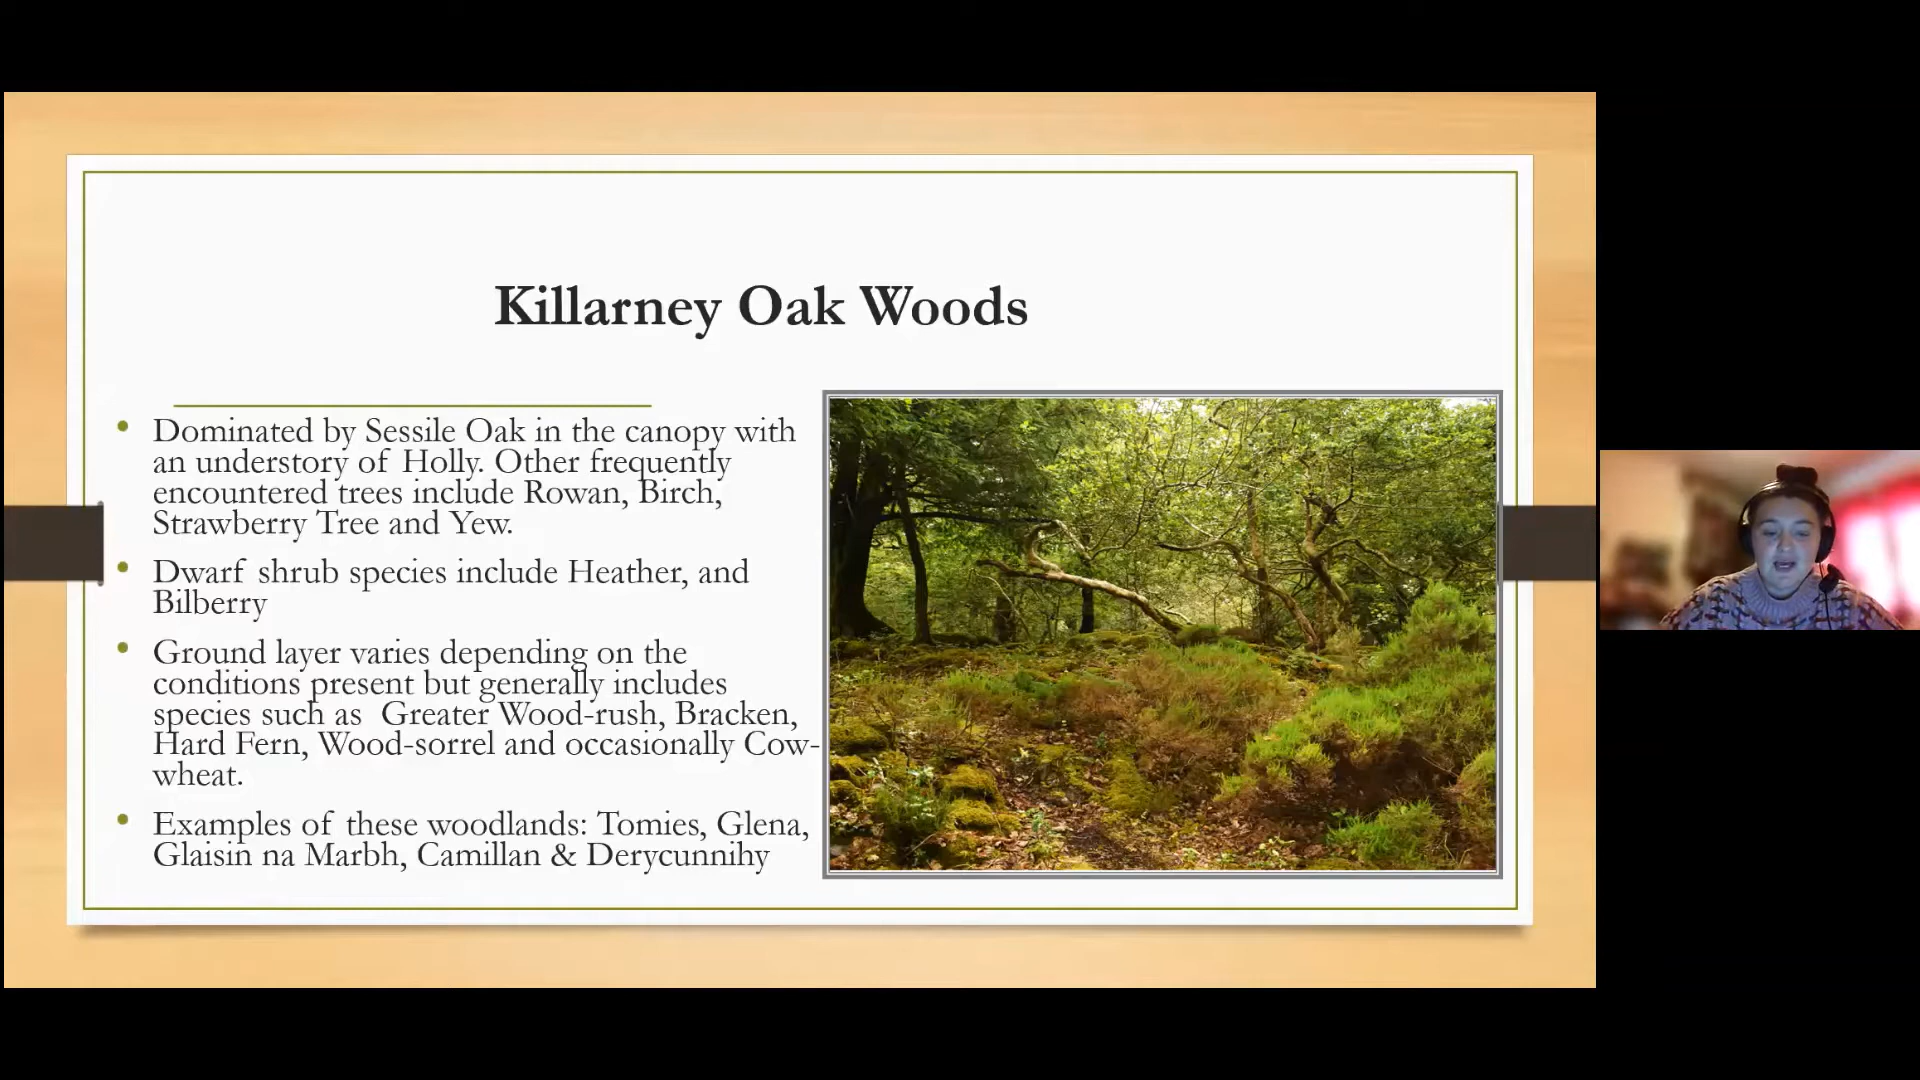 Killarney Oak Woods
• Dominated by Sessile Oak in the canopy with
an understory of Holly. Other frequently
encountered trees include Rowan, Birch,
Strawberry Tree and Yew.
• Dwarf shrub species include Heather, and
Bilberry
• Ground layer varies depending on the
conditions present but generally includes
species such as Greater Wood-rush, Bracken,
Hard Fern, Wood-sorrel and occasionally Cow-
wheat.
• Examples of these woodlands: Tomies, Glena,
Glaisin na Marbh, Camillan & Derycunnihy